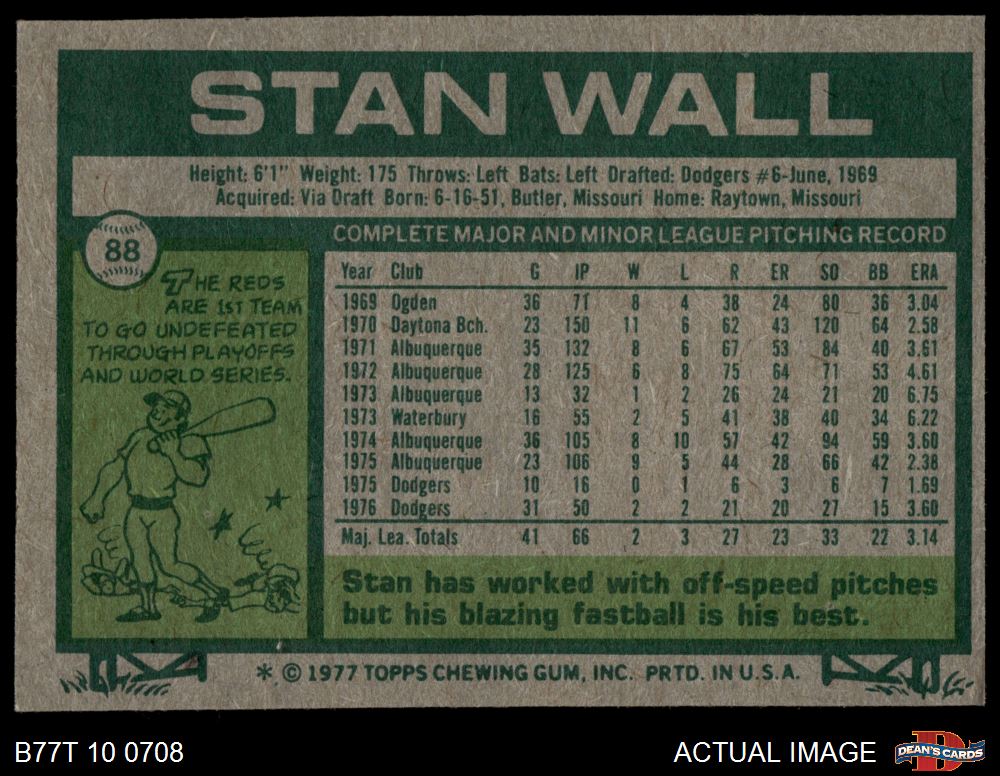 STAN WALL
Height: 6'1" Weight: 175 Throws: Left Bats: Left Drafted: Dodgers #6-June, 1969
Acquired: Via Draft Born: 6-16-51, Butler, Missouri Home: Raytown, Missouri
88
THE REDS
ARE 1ST TEAM
TO GO UNDEFEATED
THROUGH PLAYOFFS
AND WORLD SERIES.
COMPLETE MAJOR AND MINOR LEAGUE PITCHING RECORD
Year Club G IP W L R ER SO BB ERA
1969 Ogden 36 71 8 4 38 24 80 36 3.04
1970 Daytona Bch. 23 150 11 6 62 43 120 64 2.58
1971 Albuquerque 35 132 8 6 67 53 84 40 3.61
1972 Albuquerque 28 125 6 8 75 64 71 53 4.61
1973 Albuquerque 13 32 1 2 26 24 21 20 6.75
1973 Waterbury 16 55 2 5 41 38 40 34 6.22
1974 Albuquerque 36 105 8 10 57 42 94 59 3.60
1975 Albuquerque 23 106 9 5 44 28 66 42 2.38
1975 Dodgers 10 16 0 1 6 3 6 7 1.69
1976 Dodgers 31 50 2 2 21 20 27 15 3.60
Maj. Lea. Totals 41 66 2 3 27 23 33 22 3.14
Stan has worked with off-speed pitches
but his blazing fastball is his best.
* © 1977 TOPPS CHEWING GUM, INC. PRTD. IN U.S.A.
B77T 10 0708
ACTUAL IMAGE
DEAN'S CARDS